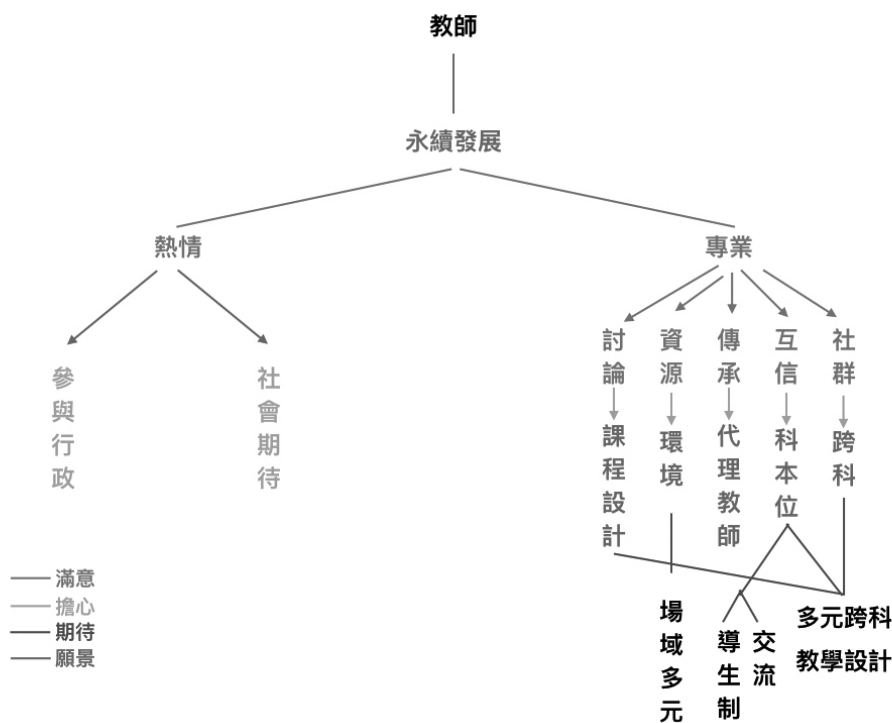 教師
永續發展
熱情
專業
參與行政
社會期待
討論
資源
傳承
互信
社群
課程設計
環境
代理教師
科本位
跨科
滿意
擔心
期待
願景
場域多元
導生制
交流
多元跨科
教學設計